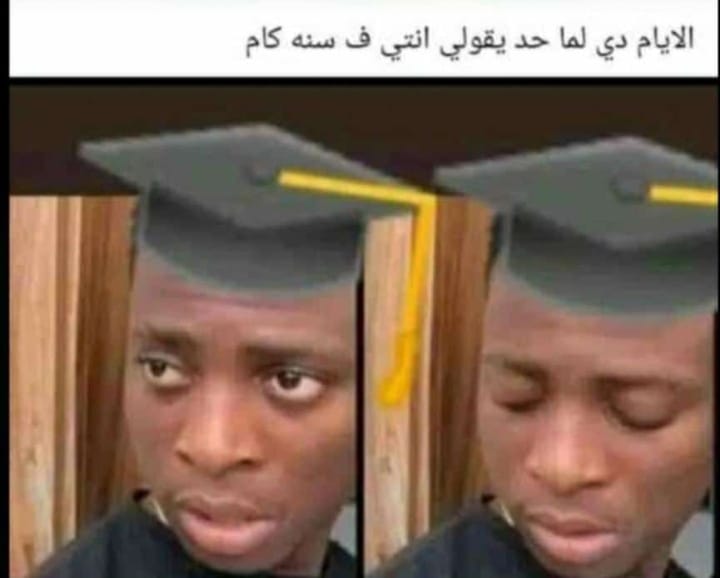 الايام دي لما حد يقولي انتي ف سنه كام